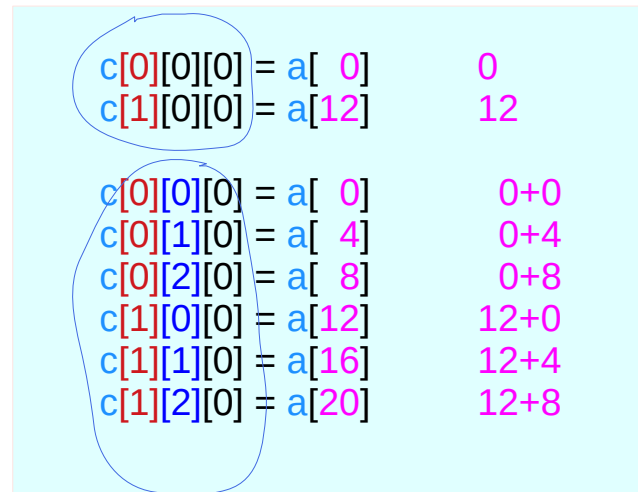 c[0][0][0] = a[ 0] 0
c[1][0][0] = a[12] 12
c[0][0][0] = a[ 0] 0+0
c[0][1][0] = a[ 4] 0+4
c[0][2][0] = a[ 8] 0+8
c[1][0][0] = a[12] 12+0
c[1][1][0] = a[16] 12+4
c[1][2][0] = a[20] 12+8